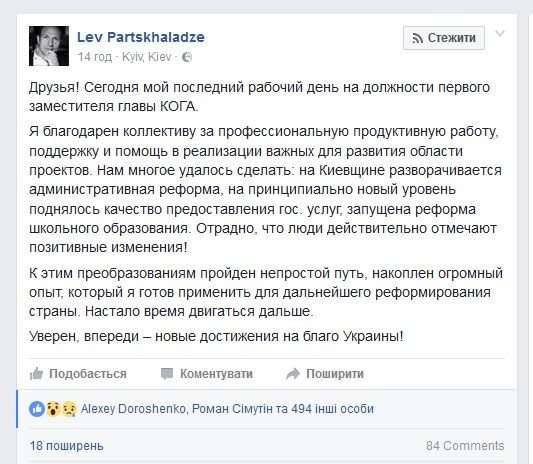 Lev Partskhaladze
14 год · Kyiv, Kiev ·
Стежити
Друзья! Сегодня мой последний рабочий день на должности первого
заместителя главы КОГА.
Я благодарен коллективу за профессиональную продуктивную работу,
поддержку и помощь в реализации важных для развития области
проектов. Нам многое удалось сделать: на Киевщине разворачивается
административная реформа, на принципиально новый уровень
поднялось качество предоставления гос. услуг, запущена реформа
школьного образования. Отрадно, что люди действительно отмечают
позитивные изменения!
К этим преобразованиям пройден непростой путь, накоплен огромный
опыт, который я готов применить для дальнейшего реформирования
страны. Настало время двигаться дальше.
Уверен, впереди – новые достижения на благо Украины!
Подобається Коментувати Поширити
Alexey Doroshenko, Роман Сімутін та 494 інші особи
18 поширень 84 Comments